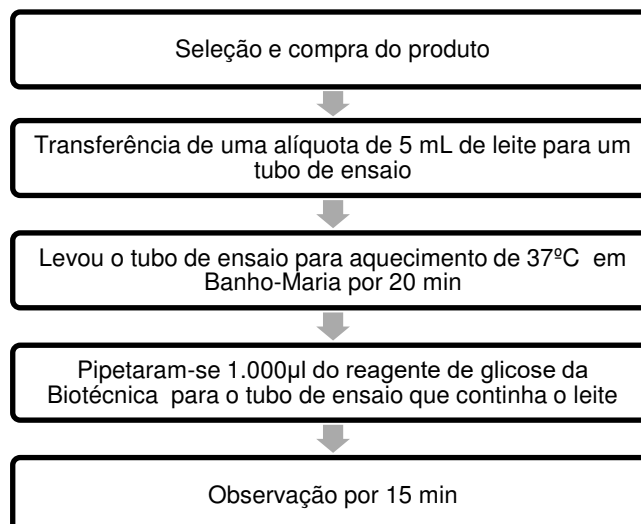 Seleção e compra do produto
Transferência de uma alíquota de 5 mL de leite para um
tubo de ensaio
Levou o tubo de ensaio para aquecimento de 37ºC em
Banho-Maria por 20 min
Pipetaram-se 1.000µl do reagente de glicose da
Biotécnica para o tubo de ensaio que continha o leite
Observação por 15 min